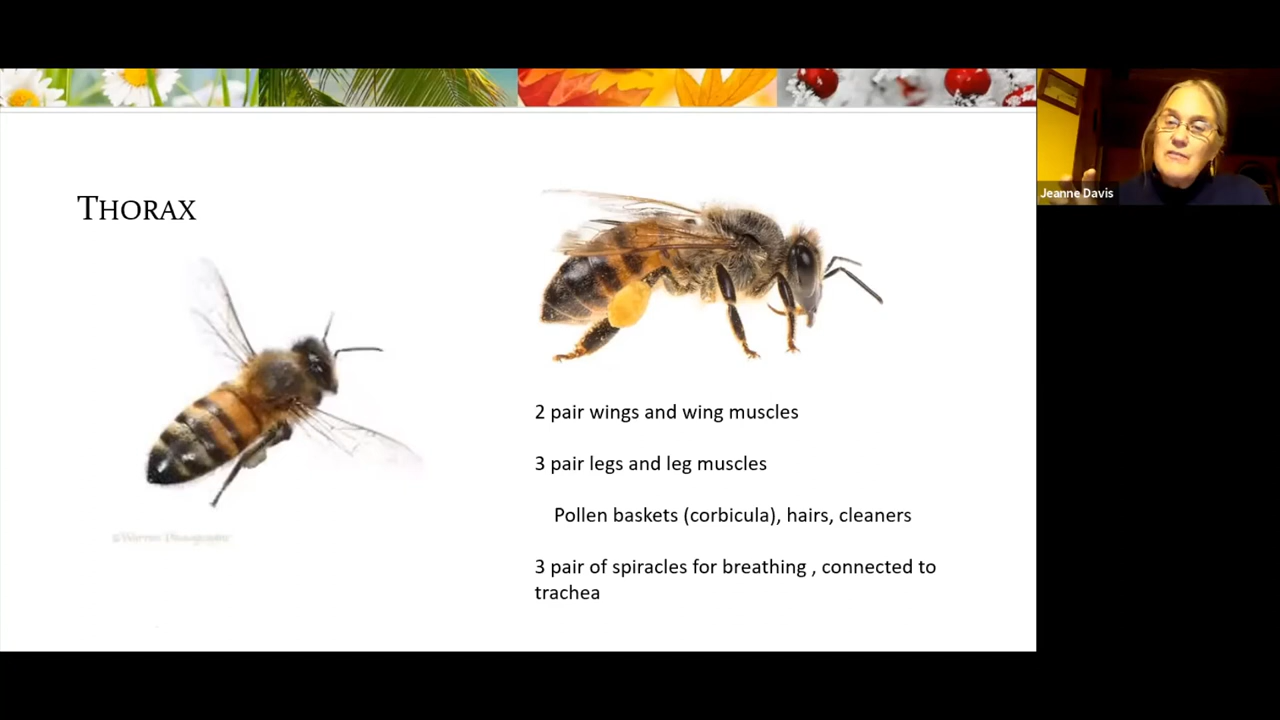 THORAX
Jeanne Davis
2 pair wings and wing muscles
3 pair legs and leg muscles
Pollen baskets (corbicula), hairs, cleaners
3 pair of spiracles for breathing , connected to
trachea